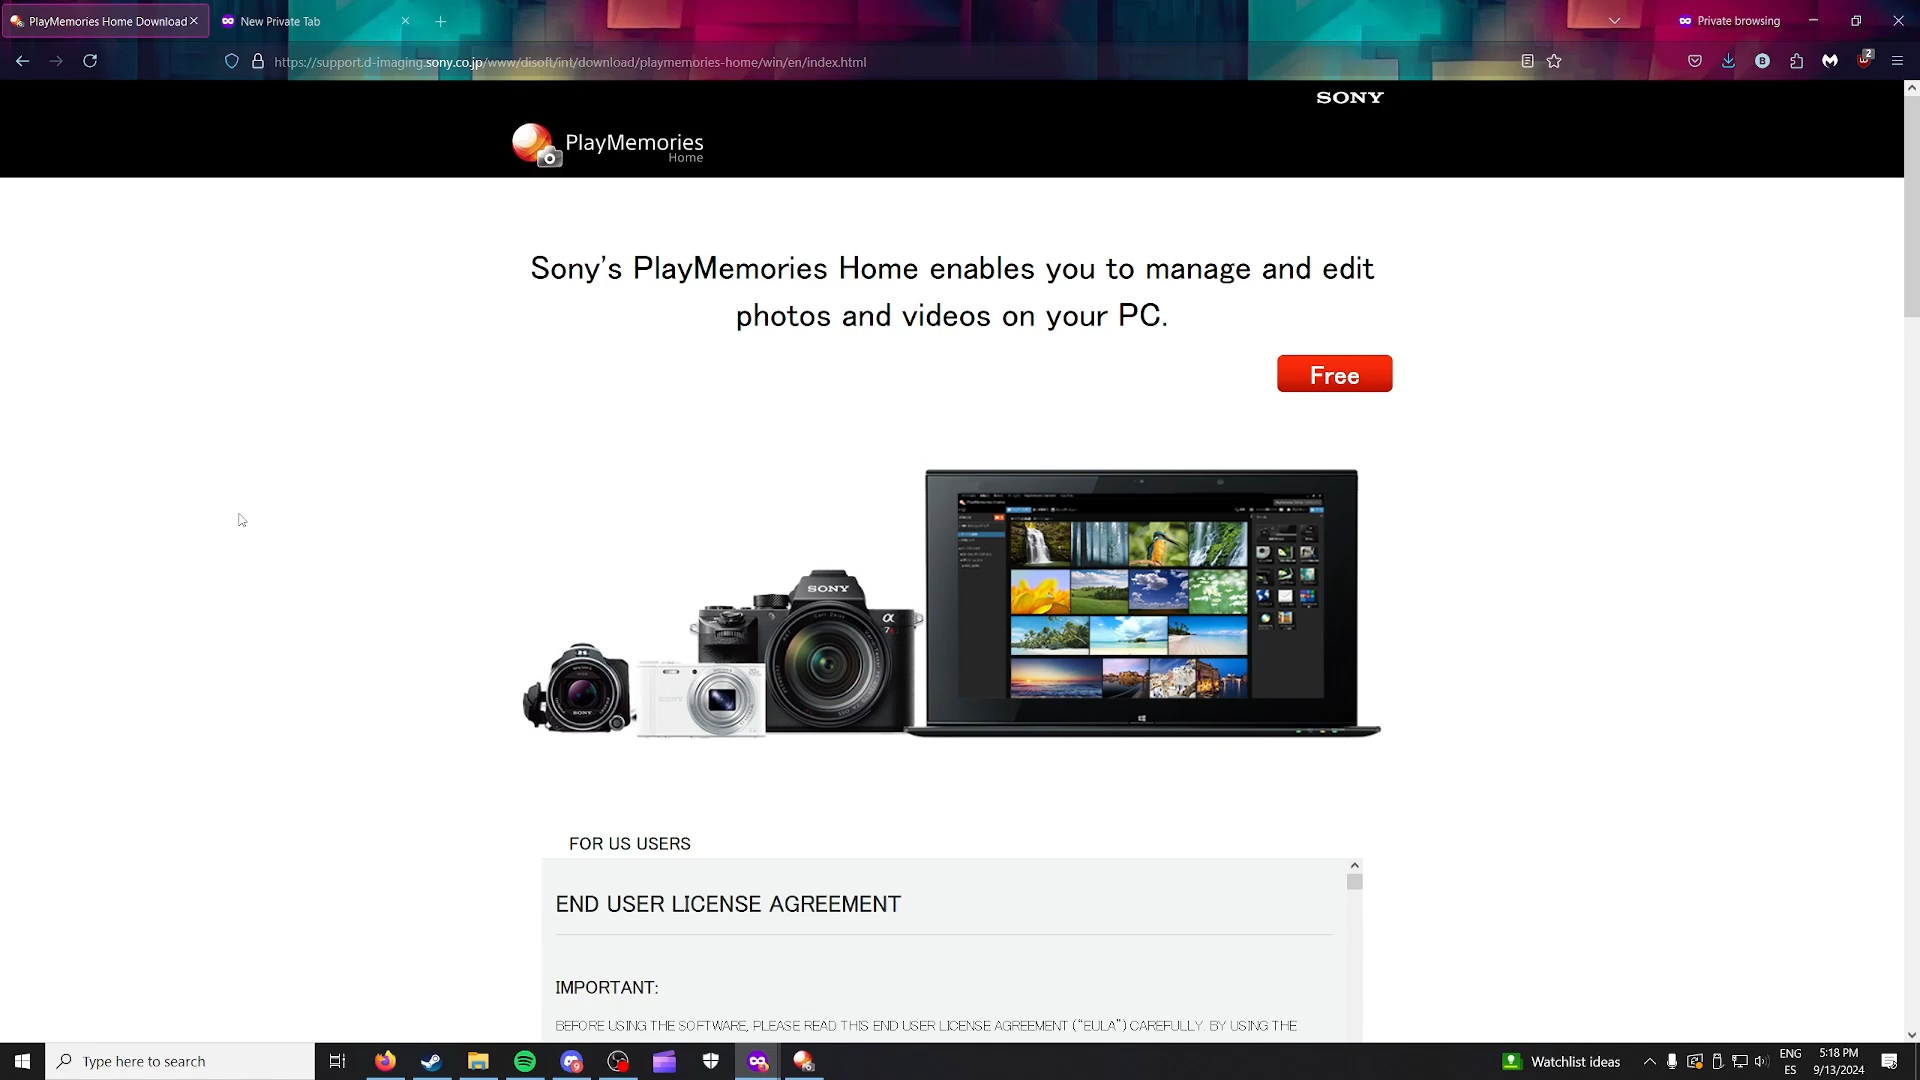 PlayMemories Home Download
New Private Tab
Private browsing
https://support.d-imaging.sony.co.jp/www/disoft/int/download/playmemories-home/win/en/index.html
B
2
SONY
PlayMemories
Home
Sony's PlayMemories Home enables you to manage and edit
photos and videos on your PC.
Free
SONY
α
SONY
SONY
FOR US USERS
END USER LICENSE AGREEMENT
IMPORTANT:
BEFORE USING THE SOFTWARE, PLEASE READ THIS END USER LICENSE AGREEMENT ("EULA") CAREFULLY. BY USING THE
Type here to search
Watchlist ideas
ENG
ES
5:18 PM
9/13/2024